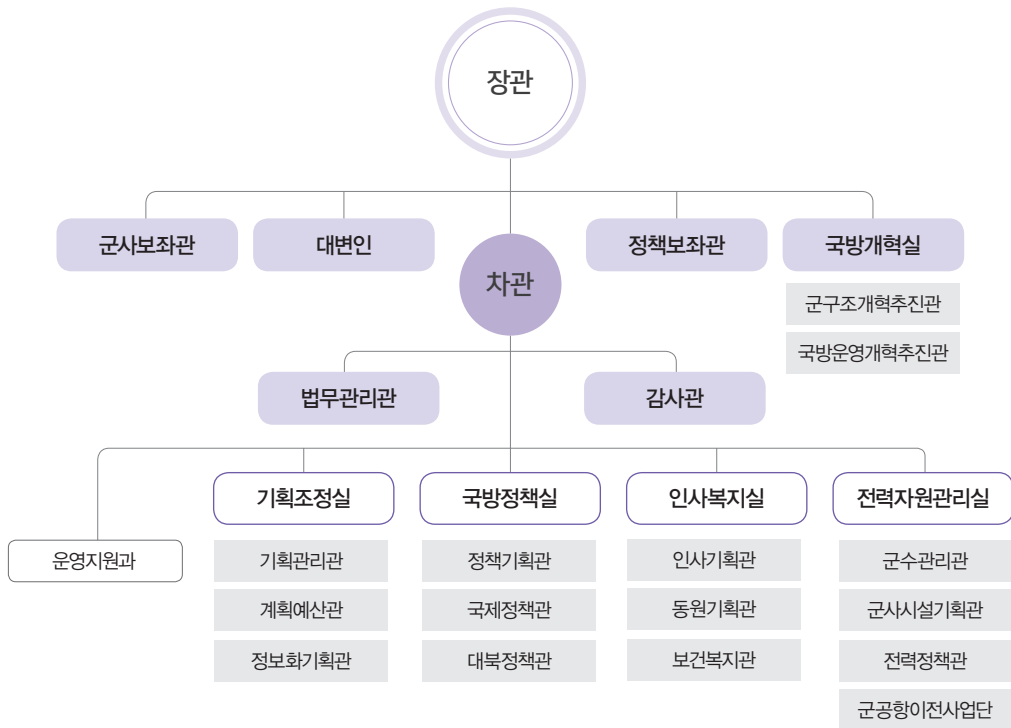 장관
군사보좌관
대변인
정책보좌관
국방개혁실
차관
군구조개혁추진관
국방운영개혁추진관
법무관리관
감사관
기획조정실
국방정책실
인사복지실
전력자원관리실
운영지원과
기획관리관
정책기획관
인사기획관
군수관리관
계획예산관
국제정책관
동원기획관
군사시설기획관
정보화기획관
대북정책관
보건복지관
전력정책관
군공항이전사업단